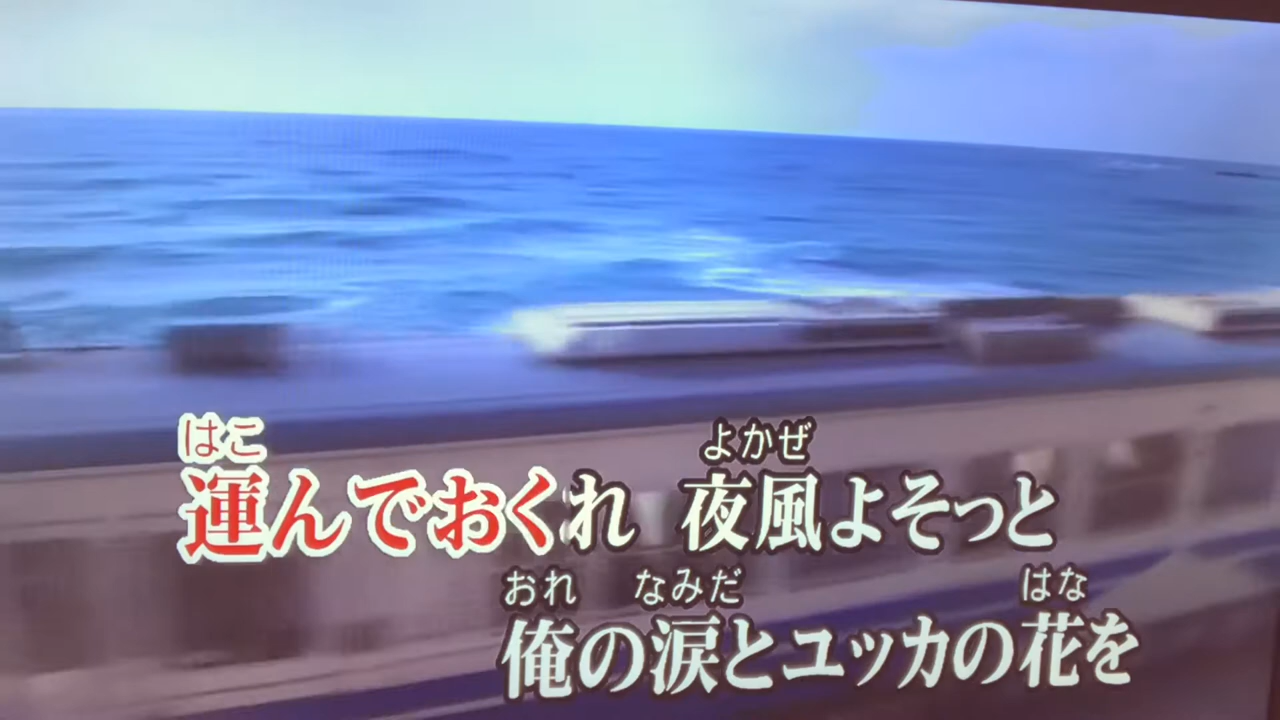 はこ よかぜ
運んでおくれ 夜風よそっと
おれ なみだ はな
俺の涙とユッカの花を